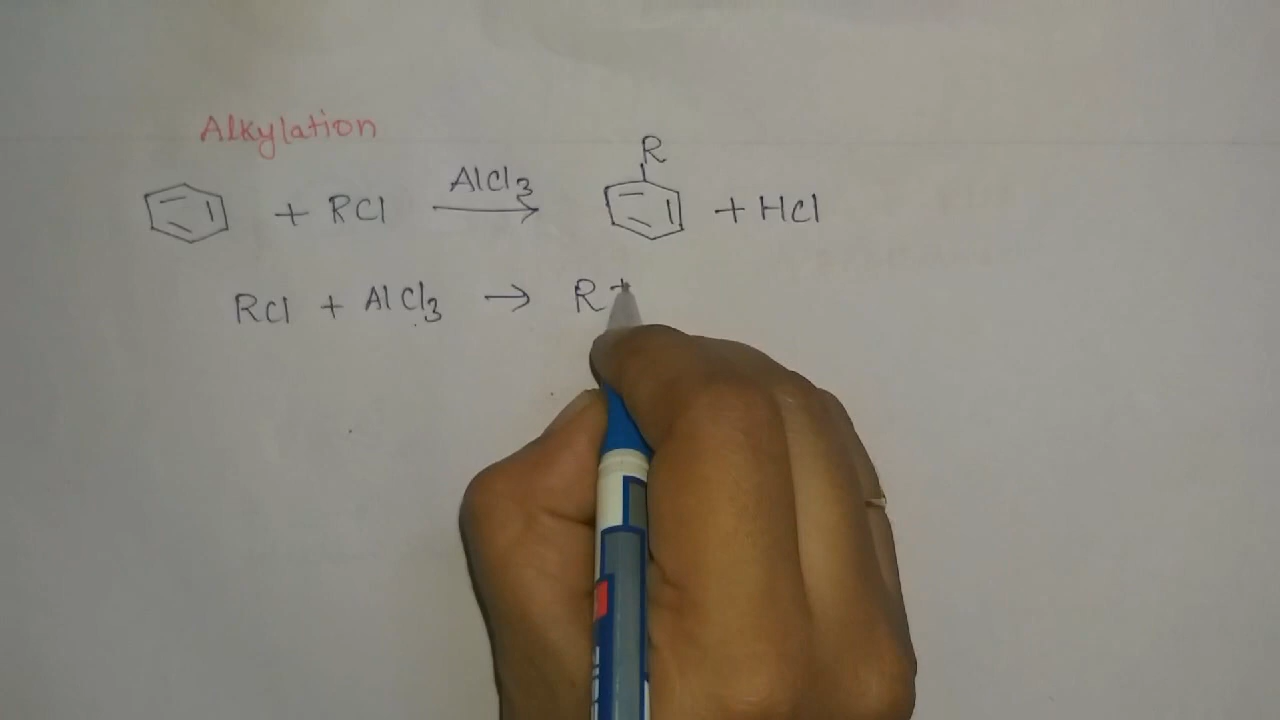 Alkylation
+ RCl AlCl3 → R + HCl
RCl + AlCl3 → R+